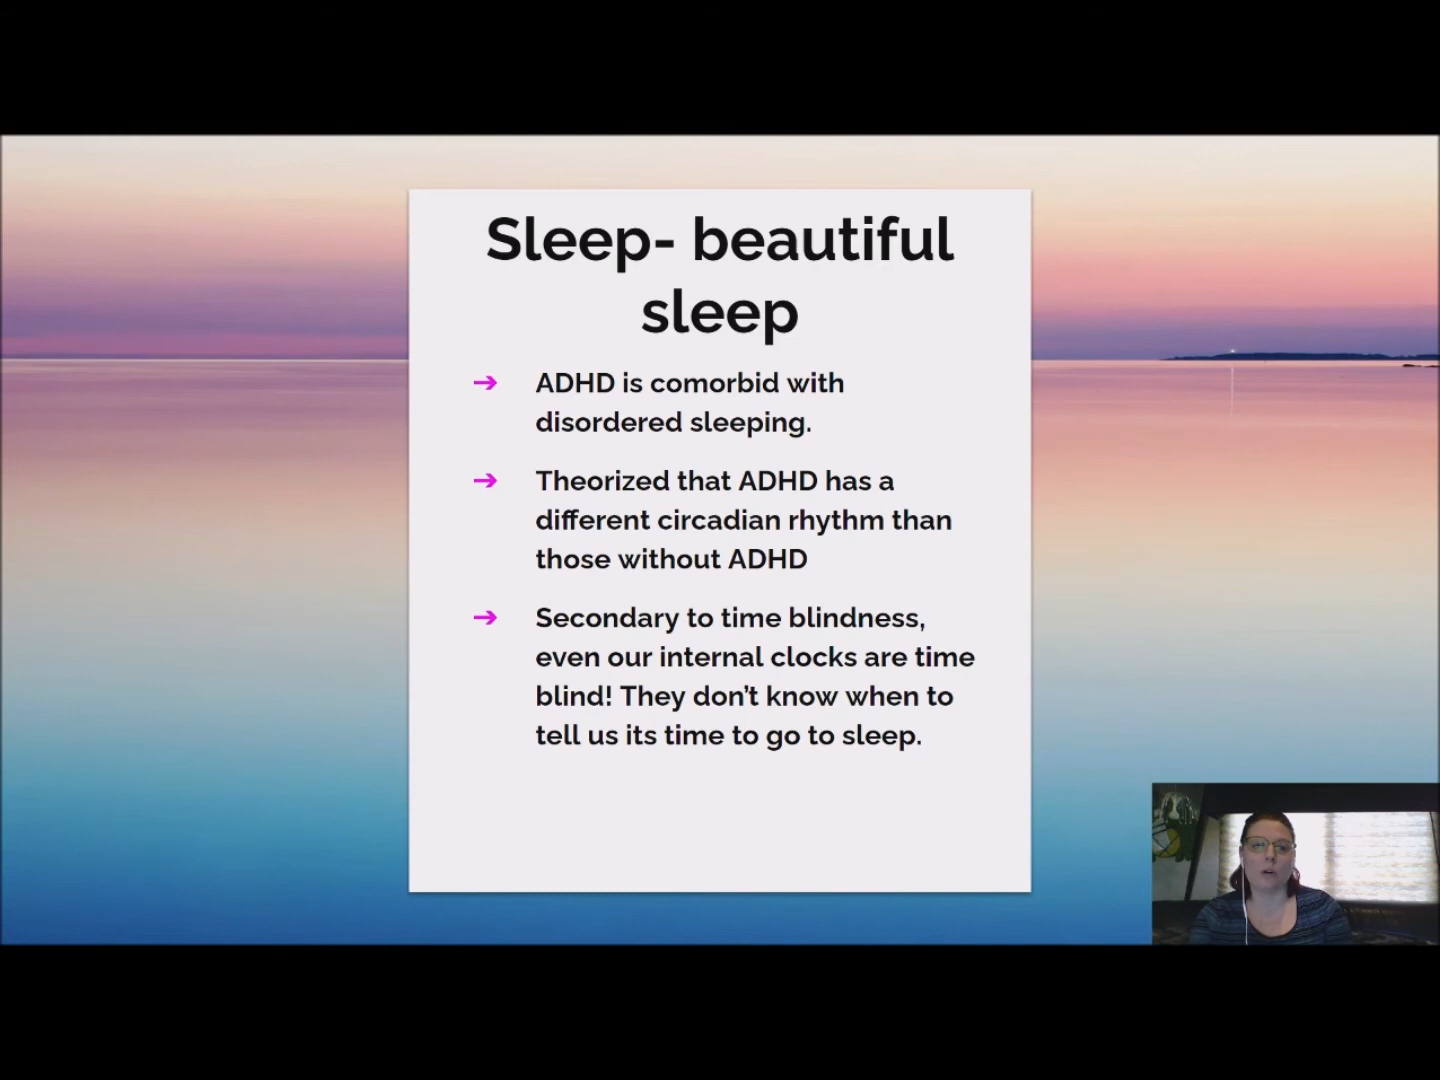 Sleep- beautiful
sleep
➔ ADHD is comorbid with
disordered sleeping.
➔ Theorized that ADHD has a
different circadian rhythm than
those without ADHD
➔ Secondary to time blindness,
even our internal clocks are time
blind! They don’t know when to
tell us its time to go to sleep.